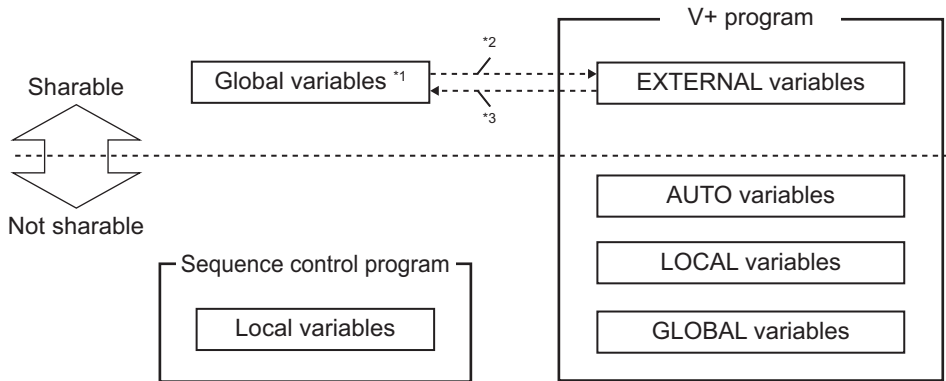 V+ program
*2
Global variables *1
EXTERNAL variables
*3
Sharable
Not sharable
AUTO variables
LOCAL variables
GLOBAL variables
Sequence control program
Local variables